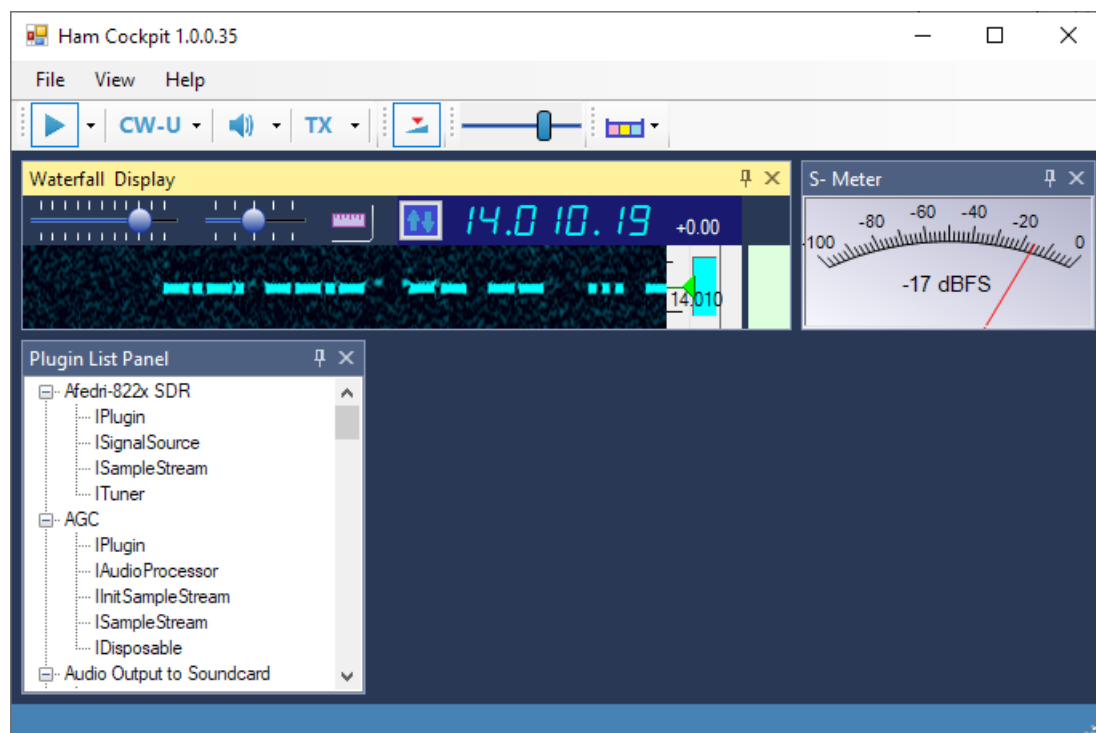 Ham Cockpit 1.0.0.35
File View Help
CW-U TX
Waterfall Display
14.010.19 +0.00
14.010
S- Meter
-100 -80 -60 -40 -20 0
-17 dBFS
Plugin List Panel
Afedri-822x SDR
IPlugin
ISignalSource
ISampleStream
ITuner
AGC
IPlugin
IAudioProcessor
IInitSampleStream
ISampleStream
IDisposable
Audio Output to Soundcard